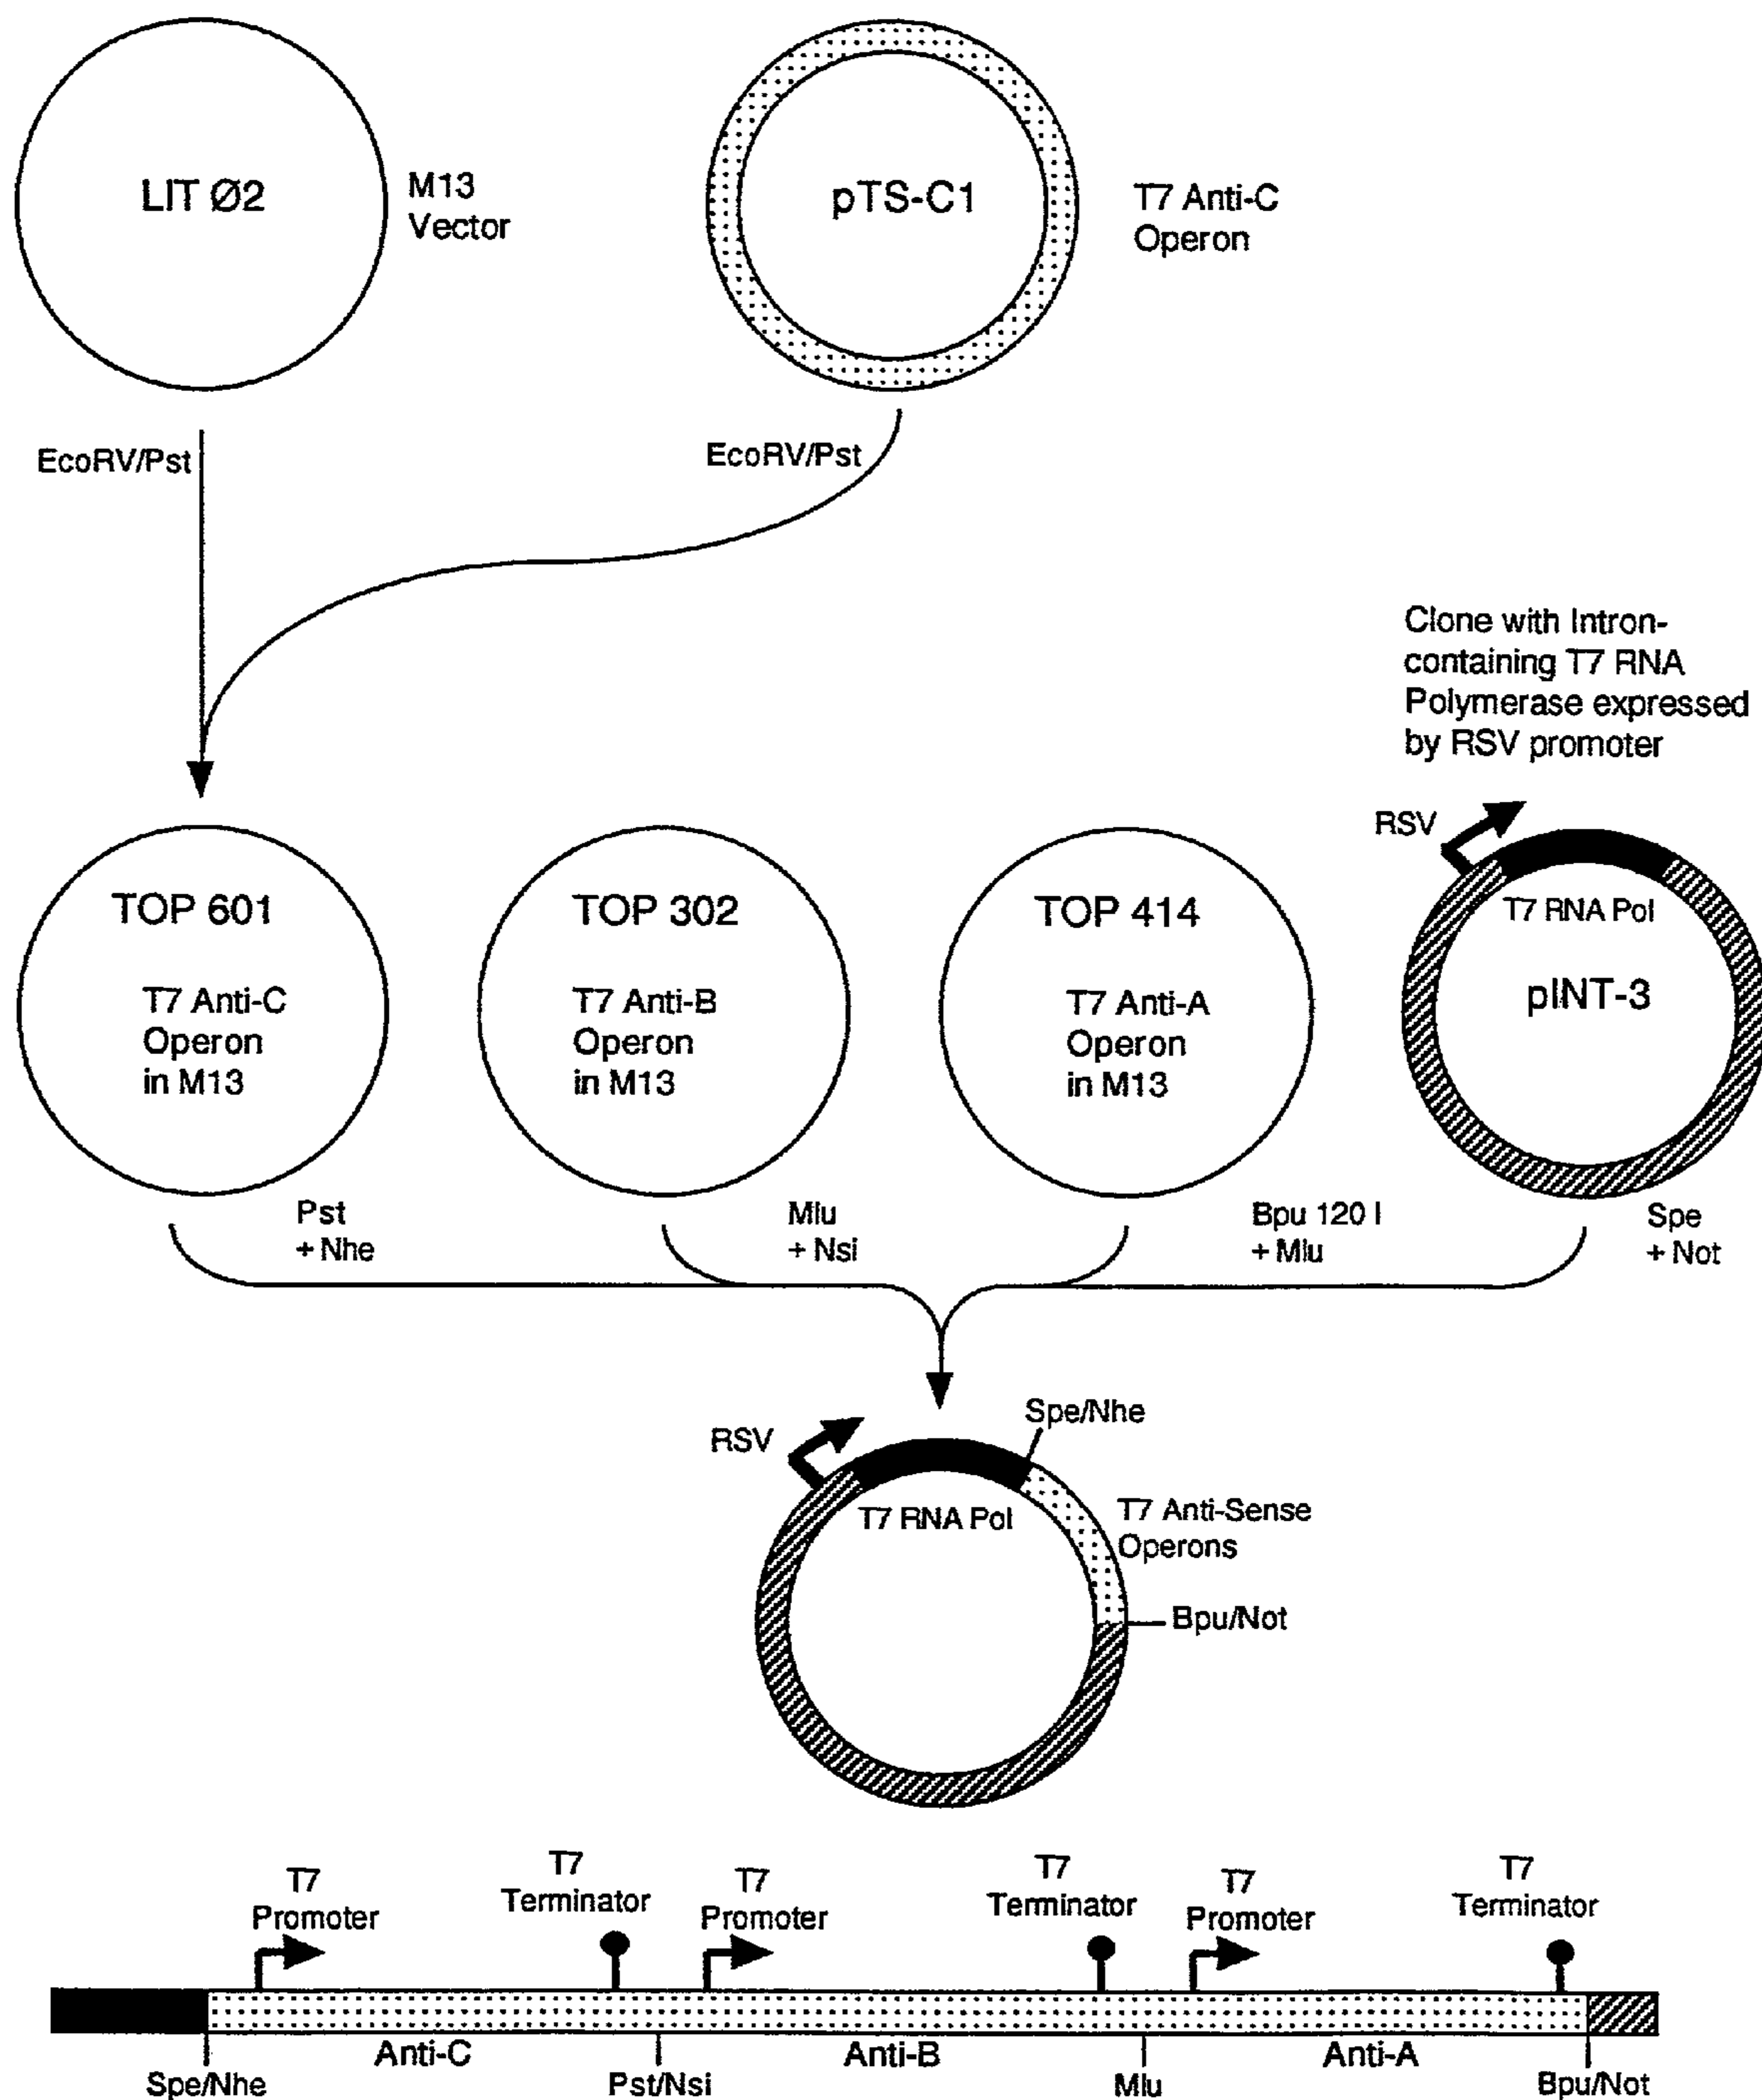 LIT Ø2
M13
Vector
pTS-C1
T7 Anti-C
Operon
EcoRV/Pst
EcoRV/Pst
Clone with Intron-
containing T7 RNA
Polymerase expressed
by RSV promoter
TOP 601
T7 Anti-C
Operon
in M13
TOP 302
T7 Anti-B
Operon
in M13
TOP 414
T7 Anti-A
Operon
in M13
RSV
T7 RNA Pol
pINT-3
Pst
+ Nhe
Mlu
+ Nsi
Bpu 120 I
+ Mlu
Spe
+ Not
RSV
Spe/Nhe
T7 RNA Pol
T7 Anti-Sense
Operons
Bpu/Not
T7
Promoter
T7
Terminator
T7
Promoter
T7
Terminator
T7
Promoter
T7
Terminator
Anti-C
Anti-B
Anti-A
Spe/Nhe
Pst/Nsi
Mlu
Bpu/Not